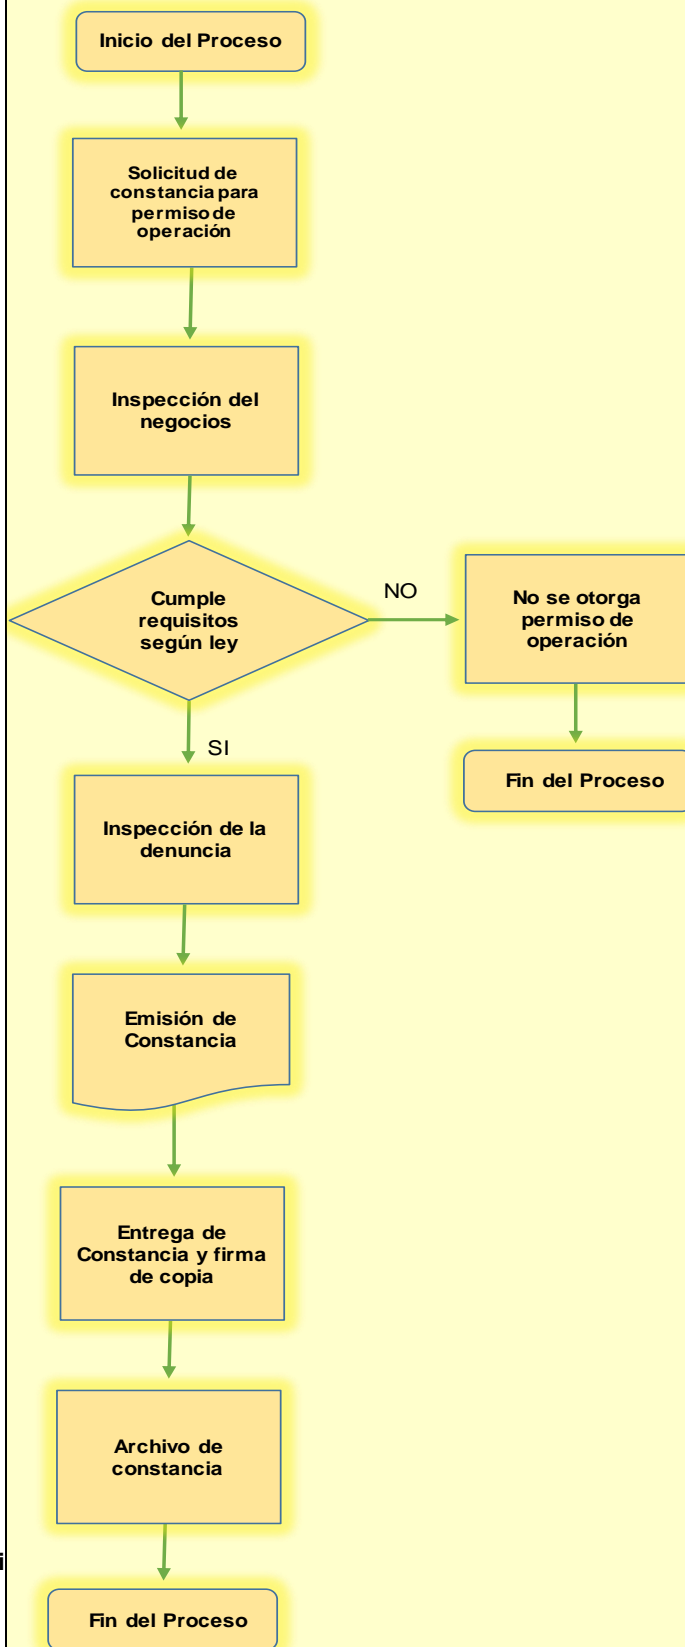 Inicio del Proceso
Solicitud de
constancia para
permiso de
operación
Inspección del
negocios
Cumple
requisitos
según ley
NO
No se otorga
permiso de
operación
SI
Fin del Proceso
Inspección de la
denuncia
Emisión de
Constancia
Entrega de
Constancia y firma
de copia
Archivo de
constancia
i
Fin del Proceso